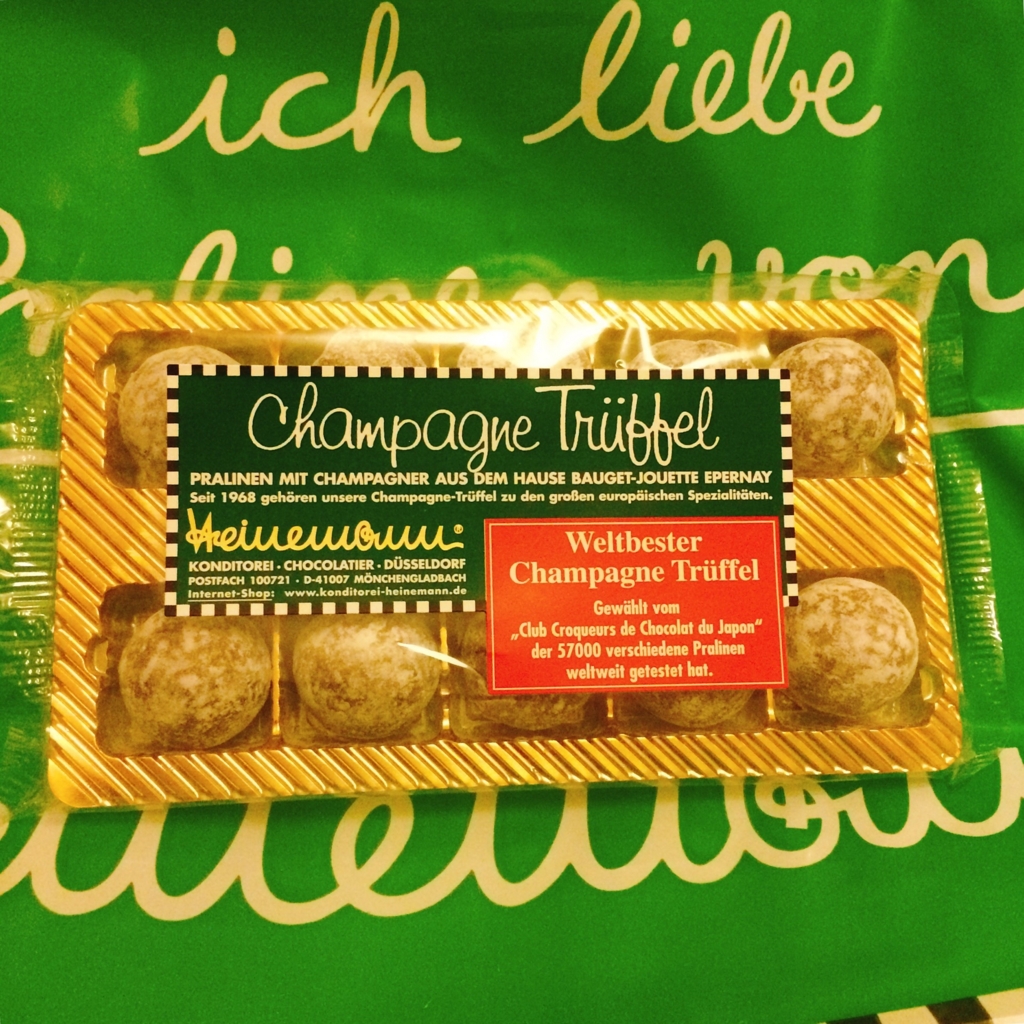 ich liebe
Pralinen von
Champagne Trüffel
PRALINEN MIT CHAMPAGNER AUS DEM HAUSE BAUGET-JOUETTE EPERNAY
Seit 1968 gehören unsere Champagne-Trüffel zu den großen europäischen Spezialitäten.
Heinemann®
KONDITOREI · CHOCOLATIER · DÜSSELDORF
POSTFACH 100721 · D-41007 MÖNCHENGLADBACH
Internet-Shop: www.konditorei-heinemann.de
Weltbester
Champagne Trüffel
Gewählt vom
„Club Croqueurs de Chocolat du Japon“
der 57000 verschiedene Pralinen
weltweit getestet hat.